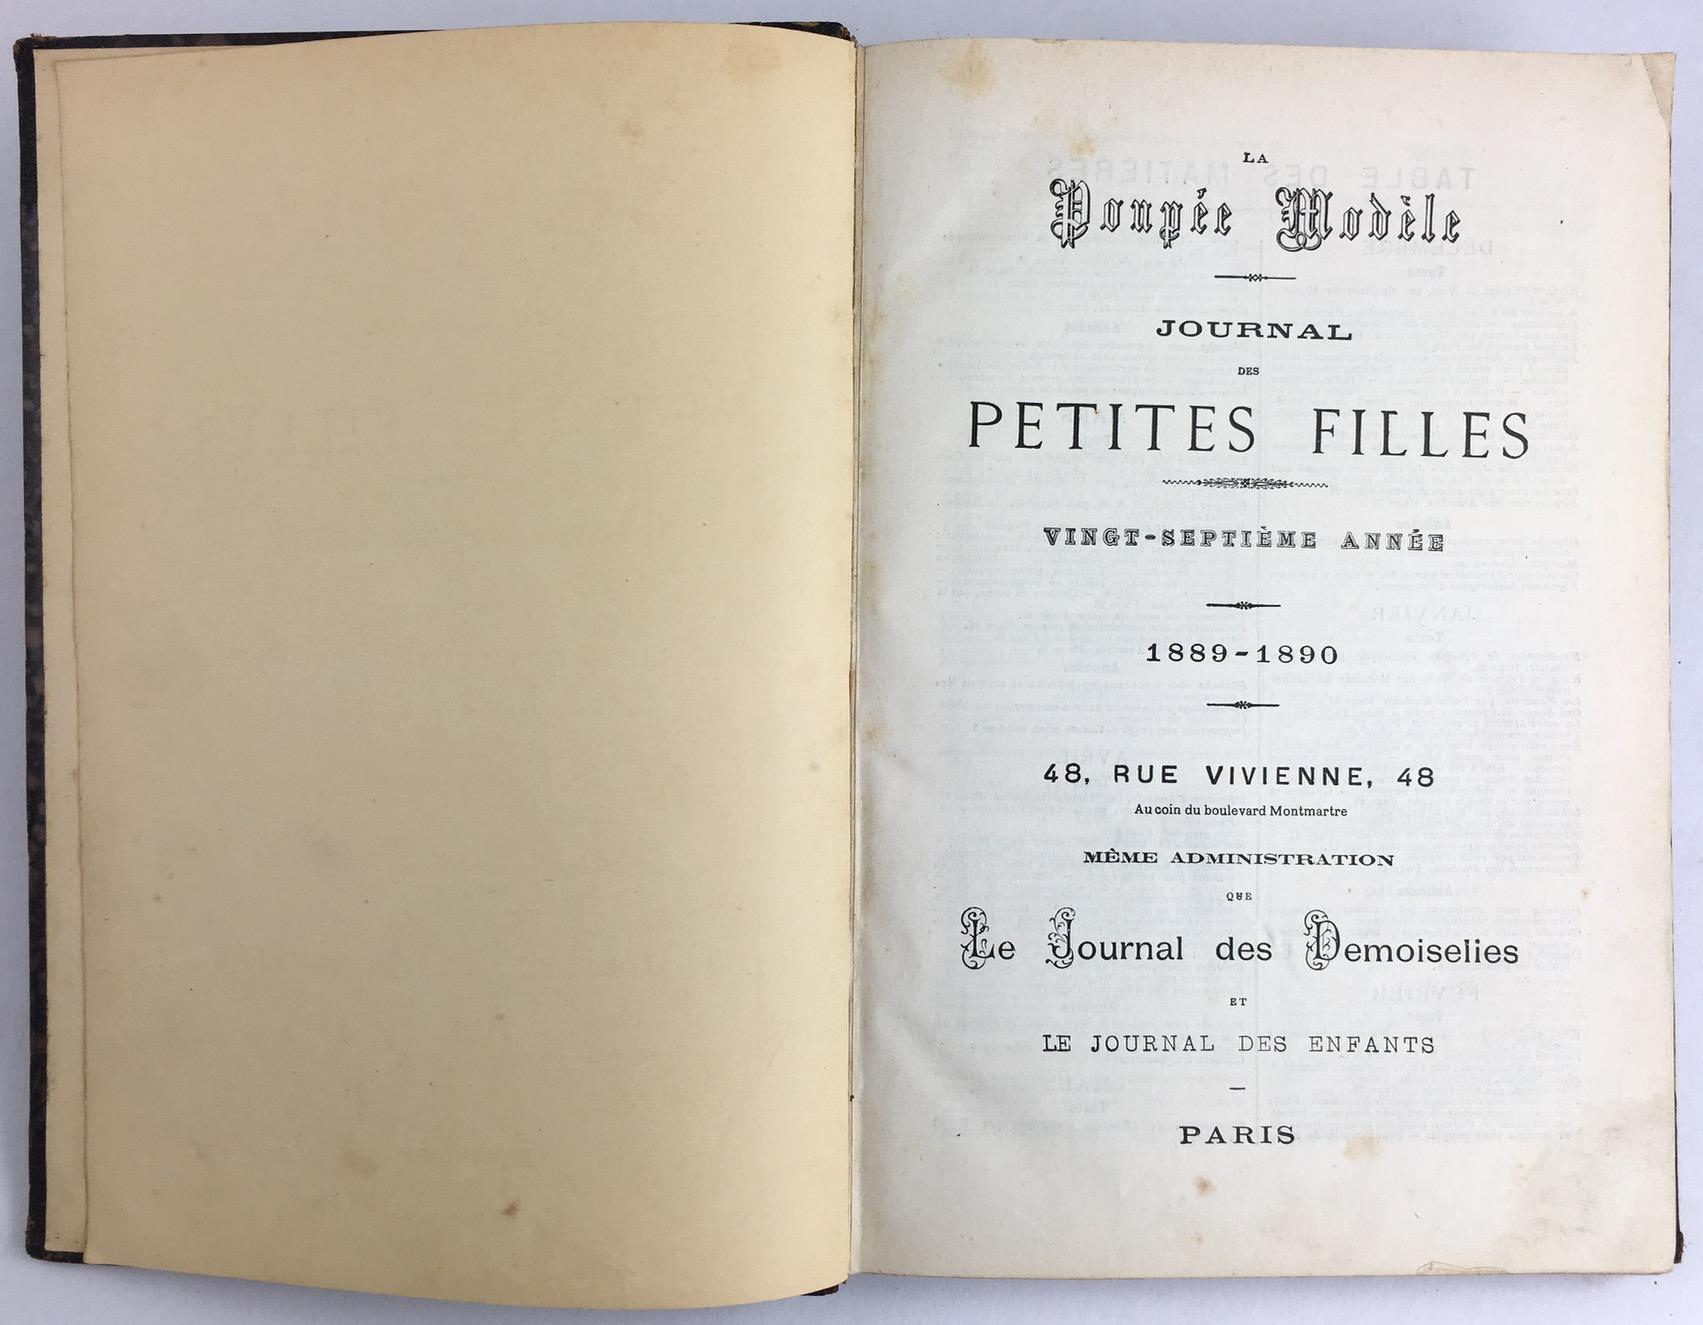 LA
Poupée Modèle
JOURNAL
DES
PETITES FILLES
VINGT-SEPTIÈME ANNÉE
1889-1890
48, RUE VIVIENNE, 48
Au coin du boulevard Montmartre
MÊME ADMINISTRATION
QUE
Le Journal des Demoiselles
ET
LE JOURNAL DES ENFANTS
—
PARIS